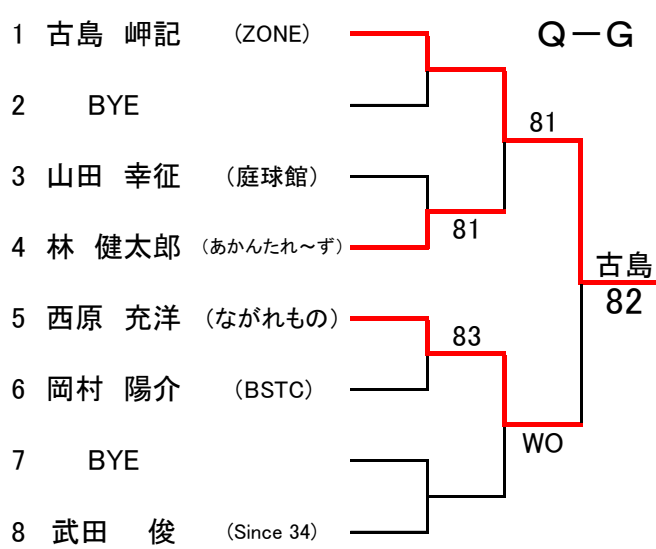 Q－G
1 古島 岬記 (ZONE)
2 BYE
81
3 山田 幸征 (庭球館)
81
4 林 健太郎 (あかんたれ～ず)
古島
82
5 西原 充洋 (ながれもの)
83
6 岡村 陽介 (BSTC)
WO
7 BYE
8 武田 俊 (Since 34)